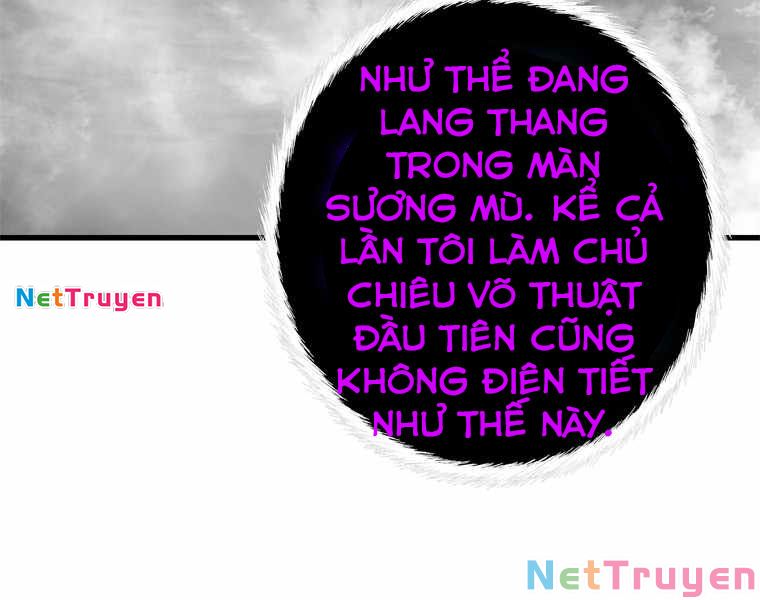 NHƯ THỂ ĐANG
LANG THANG
TRONG MÀN
SƯƠNG MÙ. KỂ CẢ
LẦN TÔI LÀM CHỦ
CHIÊU VÕ THUẬT
ĐẦU TIÊN CŨNG
KHÔNG ĐIÊN TIẾT
NHƯ THẾ NÀY.
NetTruyen
NetTruyen